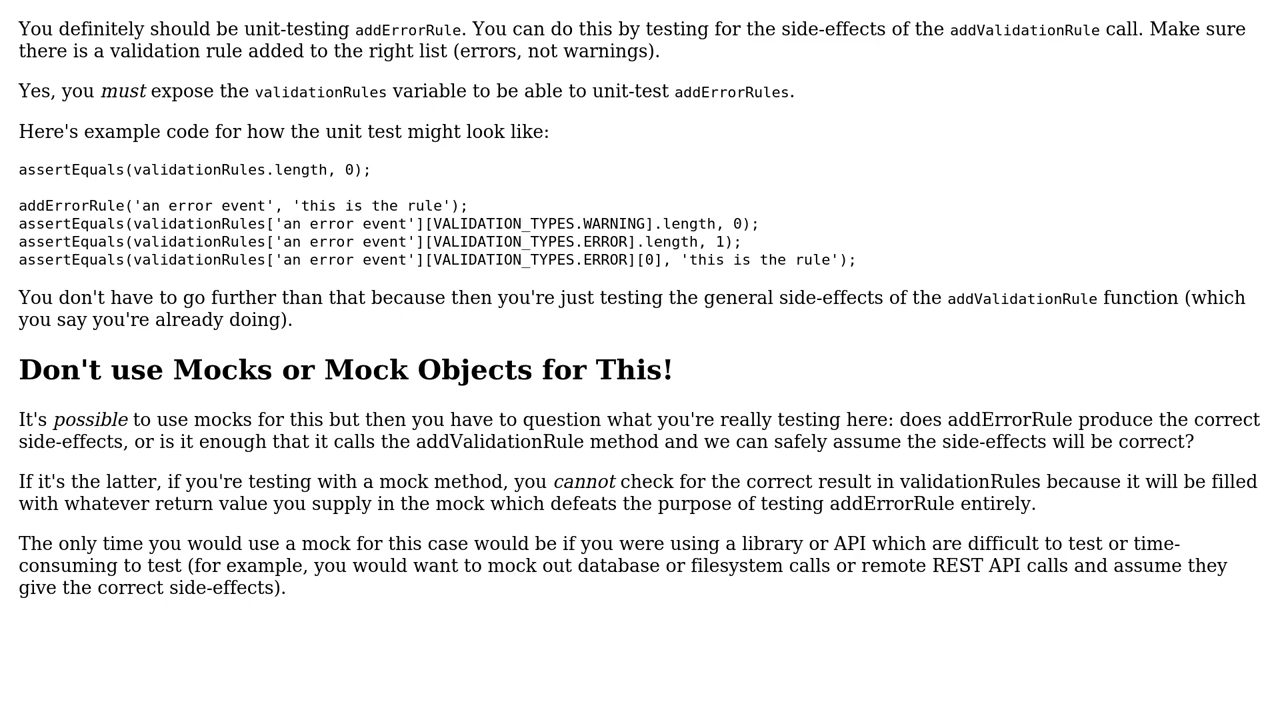 You definitely should be unit-testing addErrorRule. You can do this by testing for the side-effects of the addValidationRule call. Make sure
there is a validation rule added to the right list (errors, not warnings).
Yes, you must expose the validationRules variable to be able to unit-test addErrorRules.
Here's example code for how the unit test might look like:
assertEquals(validationRules.length, 0);
addErrorRule('an error event', 'this is the rule');
assertEquals(validationRules['an error event'][VALIDATION_TYPES.WARNING].length, 0);
assertEquals(validationRules['an error event'][VALIDATION_TYPES.ERROR].length, 1);
assertEquals(validationRules['an error event'][VALIDATION_TYPES.ERROR][0], 'this is the rule');
You don't have to go further than that because then you're just testing the general side-effects of the addValidationRule function (which
you say you're already doing).
Don't use Mocks or Mock Objects for This!
It's possible to use mocks for this but then you have to question what you're really testing here: does addErrorRule produce the correct
side-effects, or is it enough that it calls the addValidationRule method and we can safely assume the side-effects will be correct?
If it's the latter, if you're testing with a mock method, you cannot check for the correct result in validationRules because it will be filled
with whatever return value you supply in the mock which defeats the purpose of testing addErrorRule entirely.
The only time you would use a mock for this case would be if you were using a library or API which are difficult to test or time-
consuming to test (for example, you would want to mock out database or filesystem calls or remote REST API calls and assume they
give the correct side-effects).